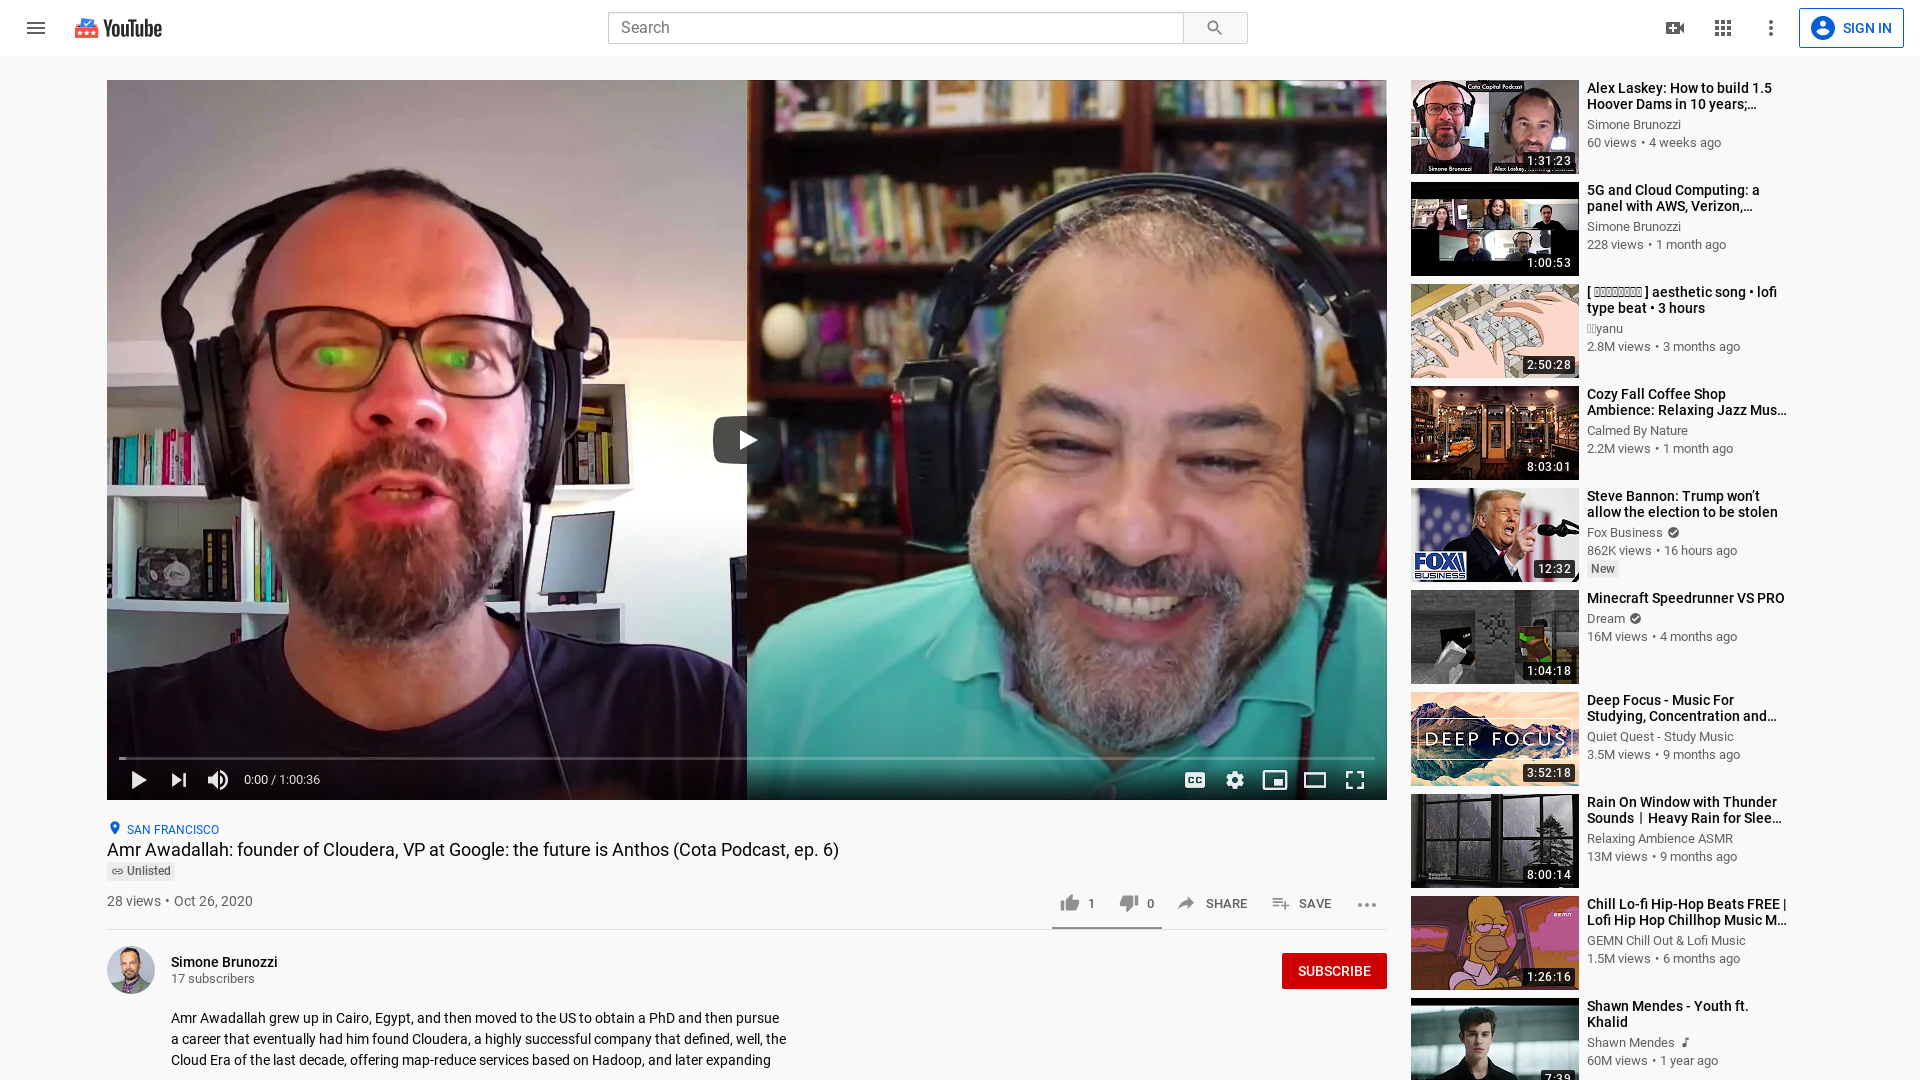 YouTube
Search
SIGN IN
0:00 / 1:00:36
CC
SAN FRANCISCO
Amr Awadallah: founder of Cloudera, VP at Google: the future is Anthos (Cota Podcast, ep. 6)
Unlisted
28 views • Oct 26, 2020
1
0
SHARE
SAVE
Simone Brunozzi
17 subscribers
SUBSCRIBE
Amr Awadallah grew up in Cairo, Egypt, and then moved to the US to obtain a PhD and then pursue
a career that eventually had him found Cloudera, a highly successful company that defined, well, the
Cloud Era of the last decade, offering map-reduce services based on Hadoop, and later expanding
Cota Capital Podcast
Simone Brunozzi
1:31:23
Alex Laskey: How to build 1.5
Hoover Dams in 10 years;…
Simone Brunozzi
60 views • 4 weeks ago
1:00:53
5G and Cloud Computing: a
panel with AWS, Verizon,…
Simone Brunozzi
228 views • 1 month ago
2:50:28
[ ] aesthetic song • lofi
type beat • 3 hours
yanu
2.8M views • 3 months ago
8:03:01
Cozy Fall Coffee Shop
Ambience: Relaxing Jazz Mus…
Calmed By Nature
2.2M views • 1 month ago
FOX
BUSINESS
12:32
Steve Bannon: Trump won’t
allow the election to be stolen
Fox Business
862K views • 16 hours ago
New
1:04:18
Minecraft Speedrunner VS PRO
Dream
16M views • 4 months ago
DEEP FOCUS
3:52:18
Deep Focus - Music For
Studying, Concentration and…
Quiet Quest - Study Music
3.5M views • 9 months ago
Relaxing
Ambience
8:00:14
Rain On Window with Thunder
Sounds | Heavy Rain for Slee…
Relaxing Ambience ASMR
13M views • 9 months ago
GEMN
1:26:16
Chill Lo-fi Hip-Hop Beats FREE |
Lofi Hip Hop Chillhop Music M…
GEMN Chill Out & Lofi Music
1.5M views • 6 months ago
7:39
Shawn Mendes - Youth ft.
Khalid
Shawn Mendes
60M views • 1 year ago